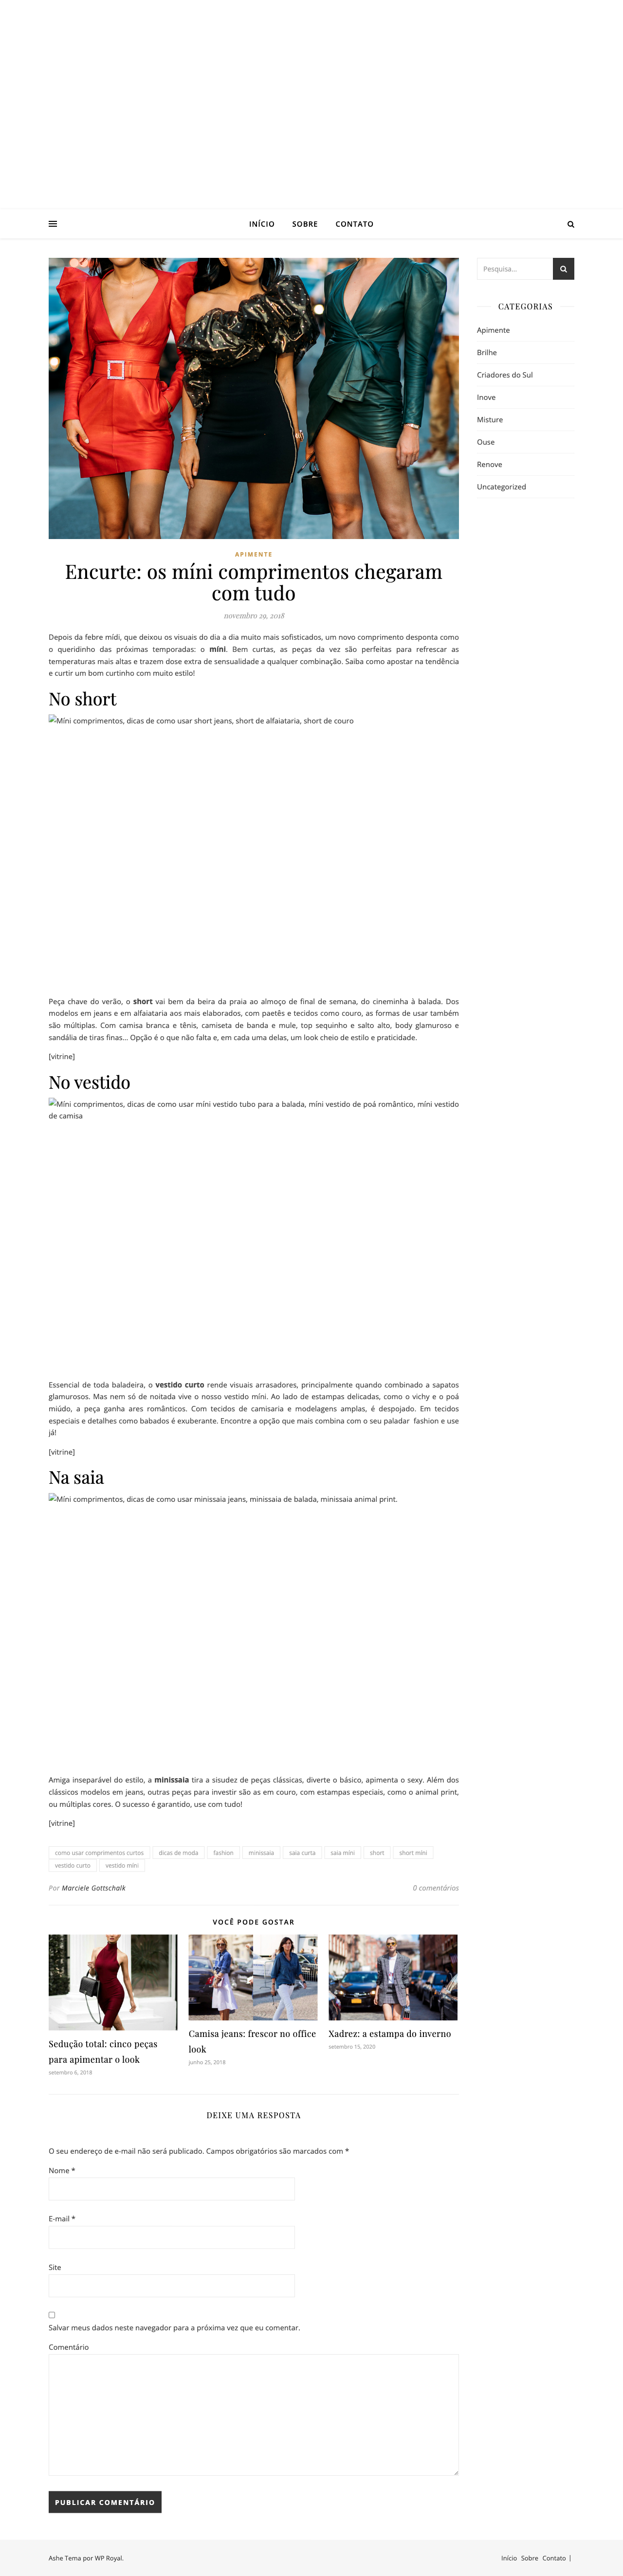 INÍCIO SOBRE CONTATO
Pesquisa...
CATEGORIAS
Apimente
Brilhe
Criadores do Sul
Inove
Misture
Ouse
Renove
Uncategorized
APIMENTE
Encurte: os míni comprimentos chegaram
com tudo
novembro 29, 2018
Depois da febre mídi, que deixou os visuais do dia a dia muito mais sofisticados, um novo comprimento desponta como
o queridinho das próximas temporadas: o míni. Bem curtas, as peças da vez são perfeitas para refrescar as
temperaturas mais altas e trazem dose extra de sensualidade a qualquer combinação. Saiba como apostar na tendência
e curtir um bom curtinho com muito estilo!
No short
Míni comprimentos, dicas de como usar short jeans, short de alfaiataria, short de couro
Peça chave do verão, o short vai bem da beira da praia ao almoço de final de semana, do cineminha à balada. Dos
modelos em jeans e em alfaiataria aos mais elaborados, com paetês e tecidos como couro, as formas de usar também
são múltiplas. Com camisa branca e tênis, camiseta de banda e mule, top sequinho e salto alto, body glamuroso e
sandália de tiras finas... Opção é o que não falta e, em cada uma delas, um look cheio de estilo e praticidade.
[vitrine]
No vestido
Míni comprimentos, dicas de como usar míni vestido tubo para a balada, míni vestido de poá romântico, míni vestido
de camisa
Essencial de toda baladeira, o vestido curto rende visuais arrasadores, principalmente quando combinado a sapatos
glamurosos. Mas nem só de noitada vive o nosso vestido míni. Ao lado de estampas delicadas, como o vichy e o poá
miúdo, a peça ganha ares românticos. Com tecidos de camisaria e modelagens amplas, é despojado. Em tecidos
especiais e detalhes como babados é exuberante. Encontre a opção que mais combina com o seu paladar fashion e use
já!
[vitrine]
Na saia
Míni comprimentos, dicas de como usar minissaia jeans, minissaia de balada, minissaia animal print.
Amiga inseparável do estilo, a minissaia tira a sisudez de peças clássicas, diverte o básico, apimenta o sexy. Além dos
clássicos modelos em jeans, outras peças para investir são as em couro, com estampas especiais, como o animal print,
ou múltiplas cores. O sucesso é garantido, use com tudo!
[vitrine]
como usar comprimentos curtos dicas de moda fashion minissaia saia curta saia míni short short míni
vestido curto vestido míni
Por Marciele Gottschalk 0 comentários
VOCÊ PODE GOSTAR
Sedução total: cinco peças
para apimentar o look
setembro 6, 2018
Camisa jeans: frescor no office
look
junho 25, 2018
Xadrez: a estampa do inverno
setembro 15, 2020
DEIXE UMA RESPOSTA
O seu endereço de e-mail não será publicado. Campos obrigatórios são marcados com *
Nome *
E-mail *
Site
Salvar meus dados neste navegador para a próxima vez que eu comentar.
Comentário
PUBLICAR COMENTÁRIO
Ashe Tema por WP Royal.
Início Sobre Contato |